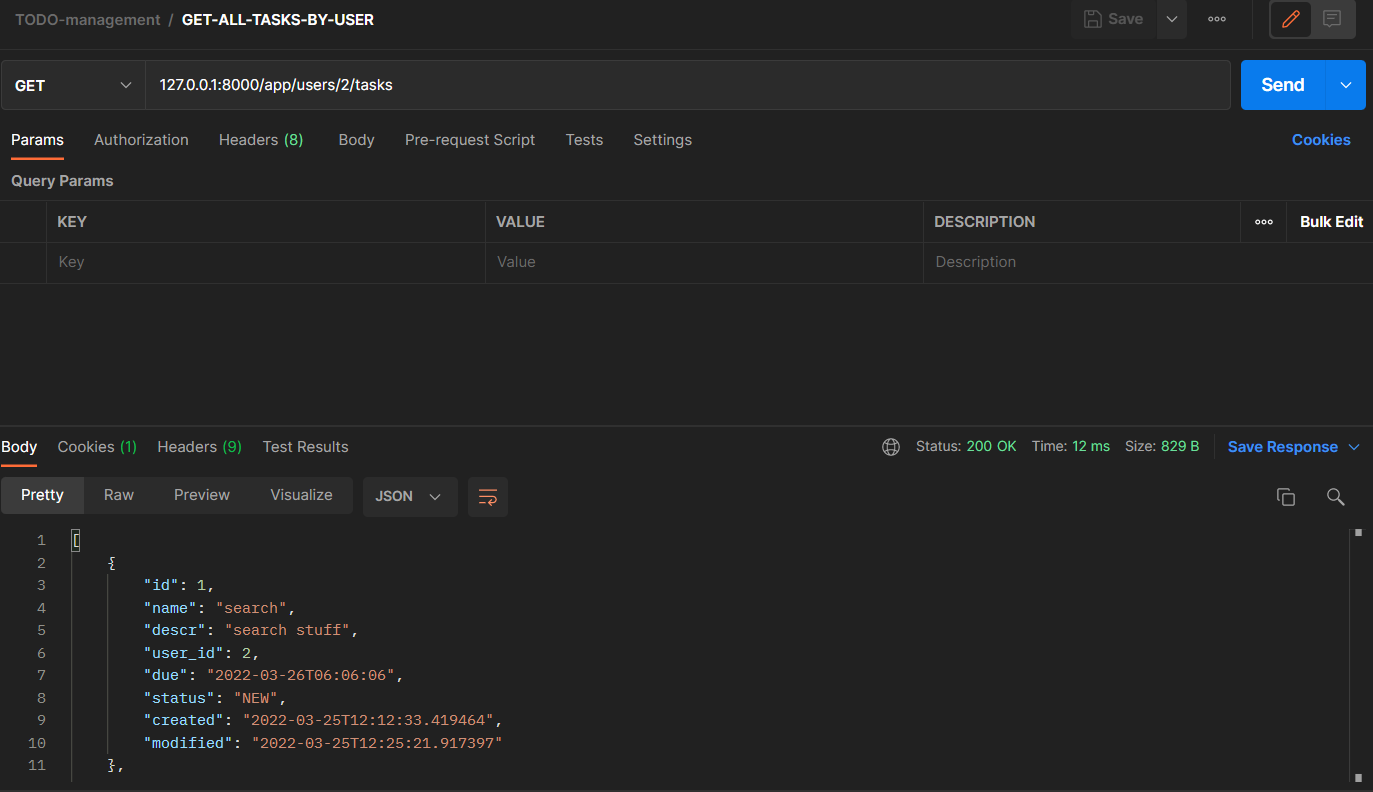 TODO-management / GET-ALL-TASKS-BY-USER
Save
GET
127.0.0.1:8000/app/users/2/tasks
Send
Params Authorization Headers (8) Body Pre-request Script Tests Settings Cookies
Query Params
KEY VALUE DESCRIPTION Bulk Edit
Key Value Description
Body Cookies (1) Headers (9) Test Results Status: 200 OK Time: 12 ms Size: 829 B Save Response
Pretty Raw Preview Visualize JSON
1 [
2 {
3 "id": 1,
4 "name": "search",
5 "descr": "search stuff",
6 "user_id": 2,
7 "due": "2022-03-26T06:06:06",
8 "status": "NEW",
9 "created": "2022-03-25T12:12:33.419464",
10 "modified": "2022-03-25T12:25:21.917397"
11 },